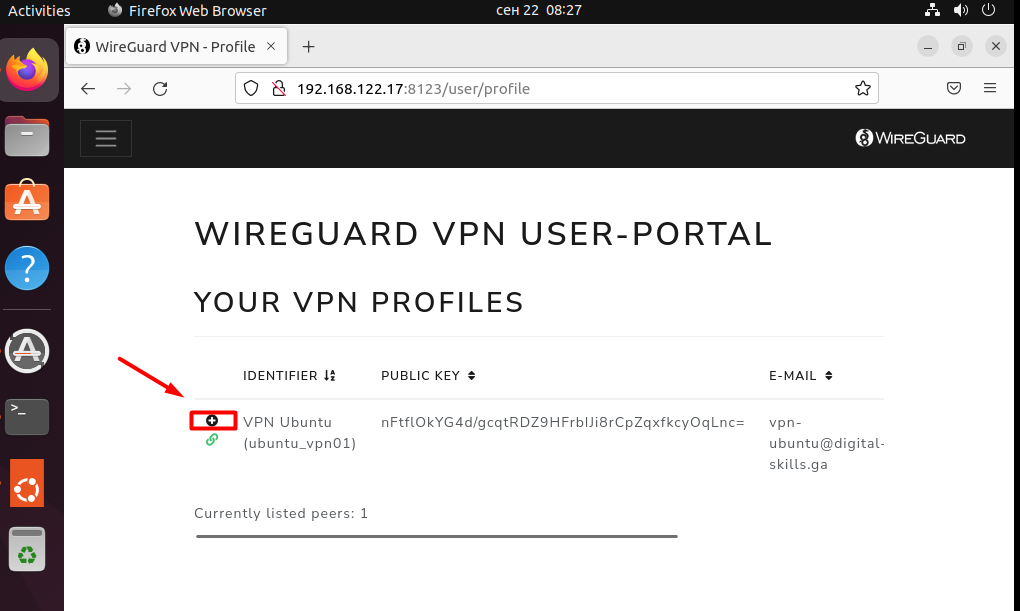 Activities
Firefox Web Browser
сен 22 08:27
WireGuard VPN - Profile
192.168.122.17:8123/user/profile
WIREGUARD
WIREGUARD VPN USER-PORTAL
YOUR VPN PROFILES
IDENTIFIER PUBLIC KEY E-MAIL
VPN Ubuntu nFtflOkYG4d/gcqtRDZ9HFrbIJi8rCpZqxfkcyOqLnc= vpn-
(ubuntu_vpn01) ubuntu@digital-
skills.ga
Currently listed peers: 1